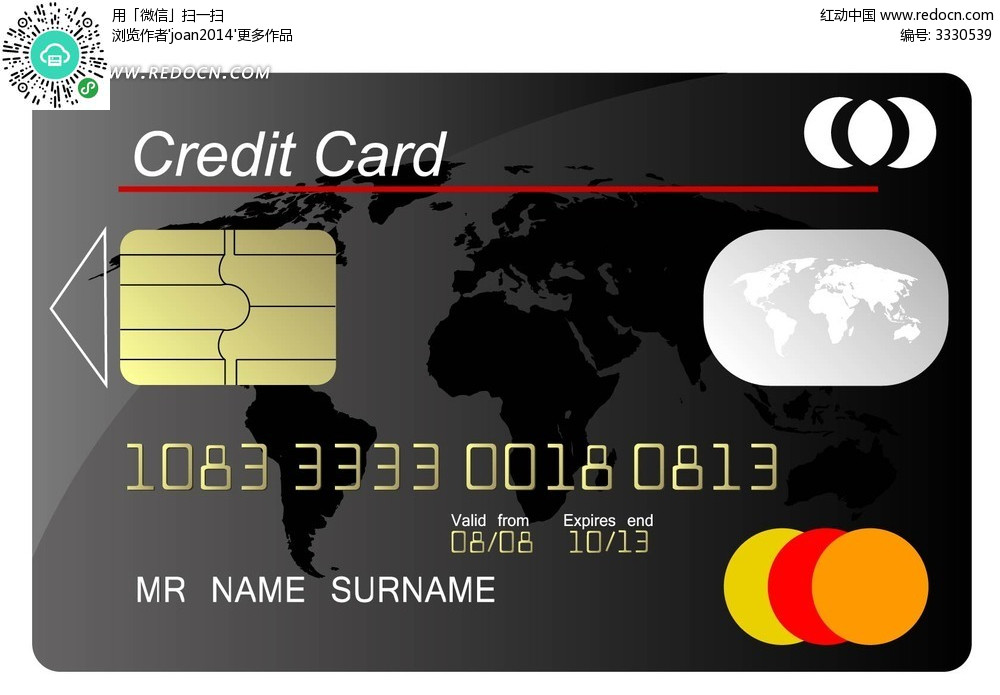 用「微信」扫一扫
浏览作者'joan2014'更多作品
红动中国 www.redocn.com
编号: 3330539
WWW.REDOCN.COM
Credit Card
1083 3333 0018 0813
Valid from Expires end
08/08 10/13
MR NAME SURNAME